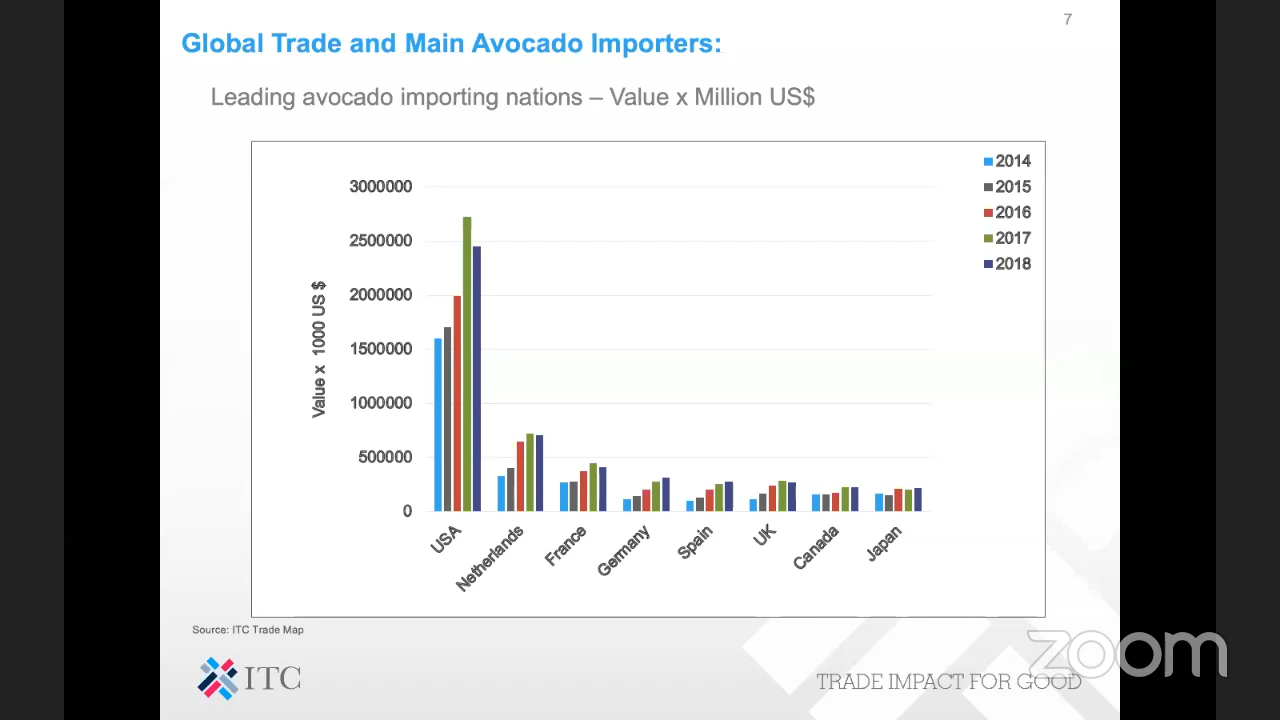 7
Global Trade and Main Avocado Importers:
Leading avocado importing nations – Value x Million US$
2014
2015
2016
2017
2018
3000000
2500000
2000000
1500000
1000000
500000
0
Value x 1000 US $
USA
Netherlands
France
Germany
Spain
UK
Canada
Japan
Source: ITC Trade Map
ITC
TRADE IMPACT FOR GOOD
zoom